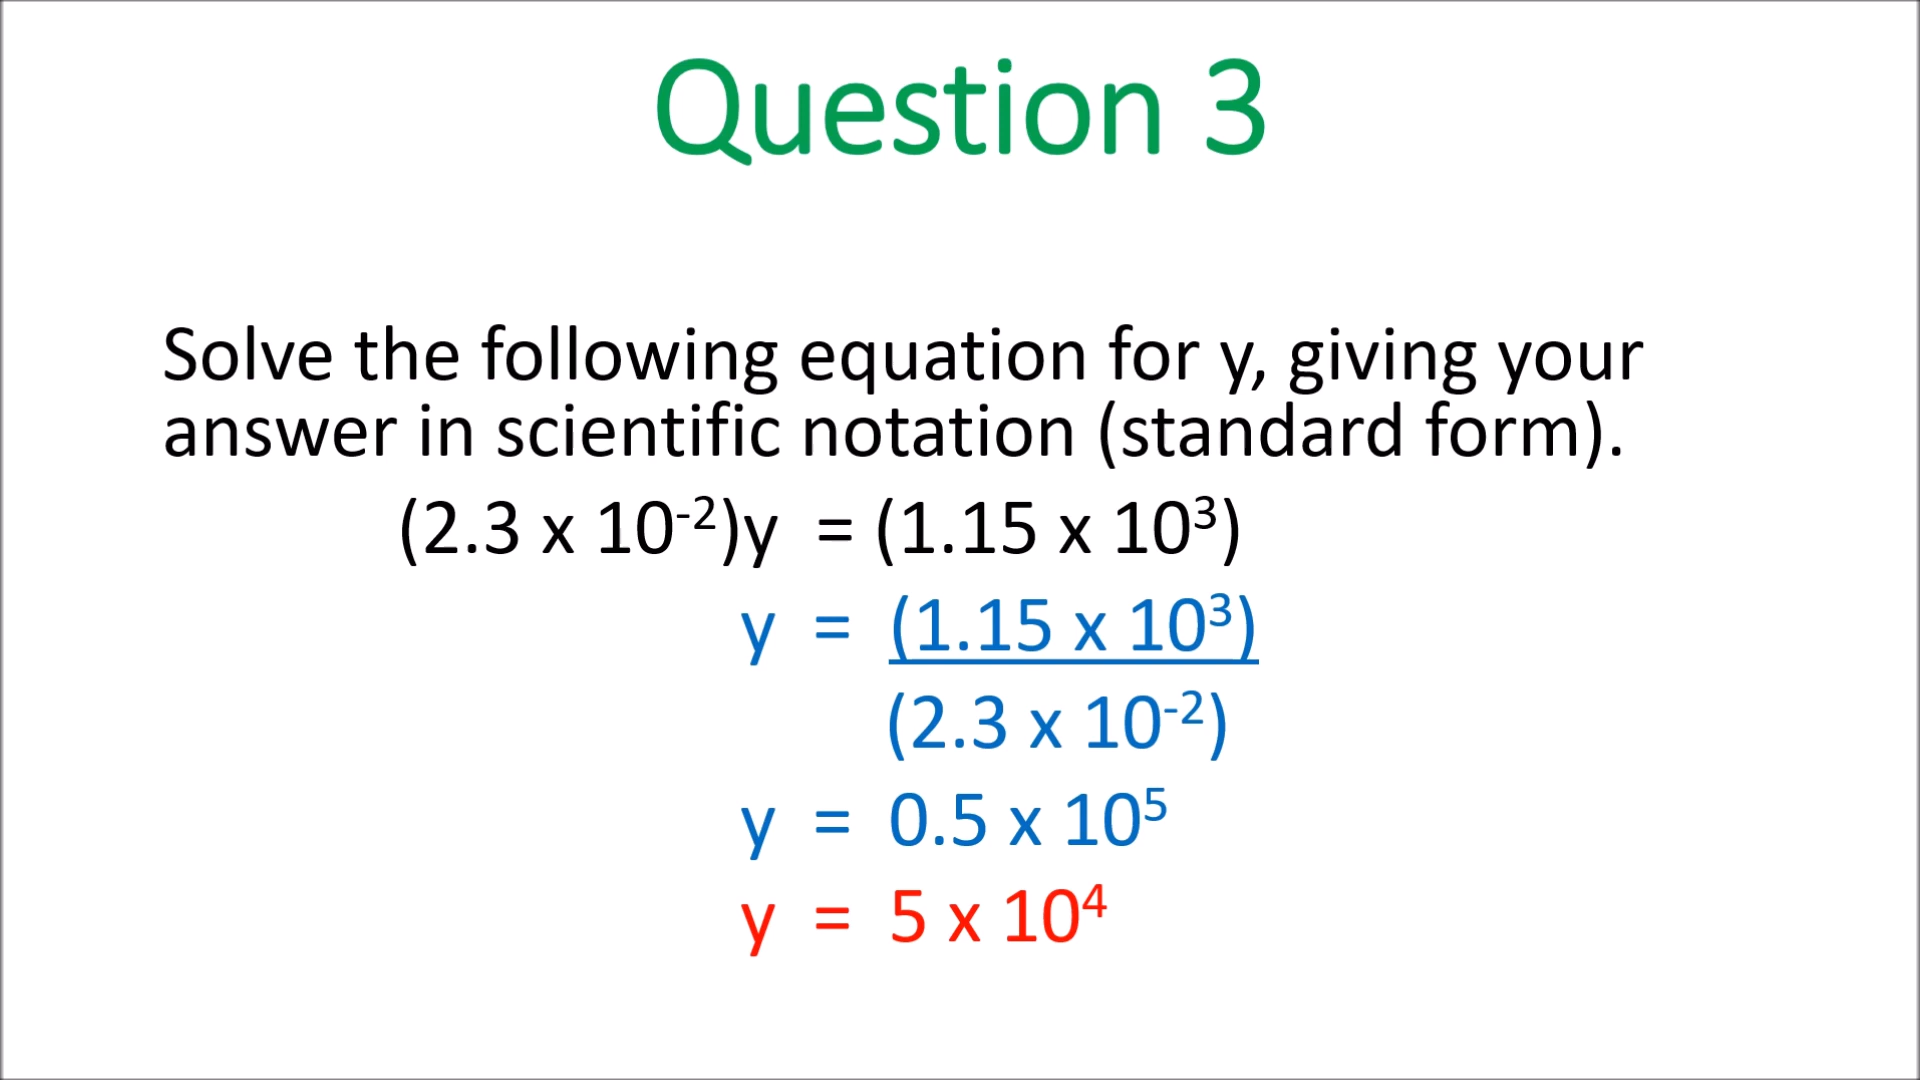 Question 3
Solve the following equation for y, giving your
answer in scientific notation (standard form).
(2.3 x 10⁻²)y = (1.15 x 10³)
y = (1.15 x 10³)
(2.3 x 10⁻²)
y = 0.5 x 10⁵
y = 5 x 10⁴